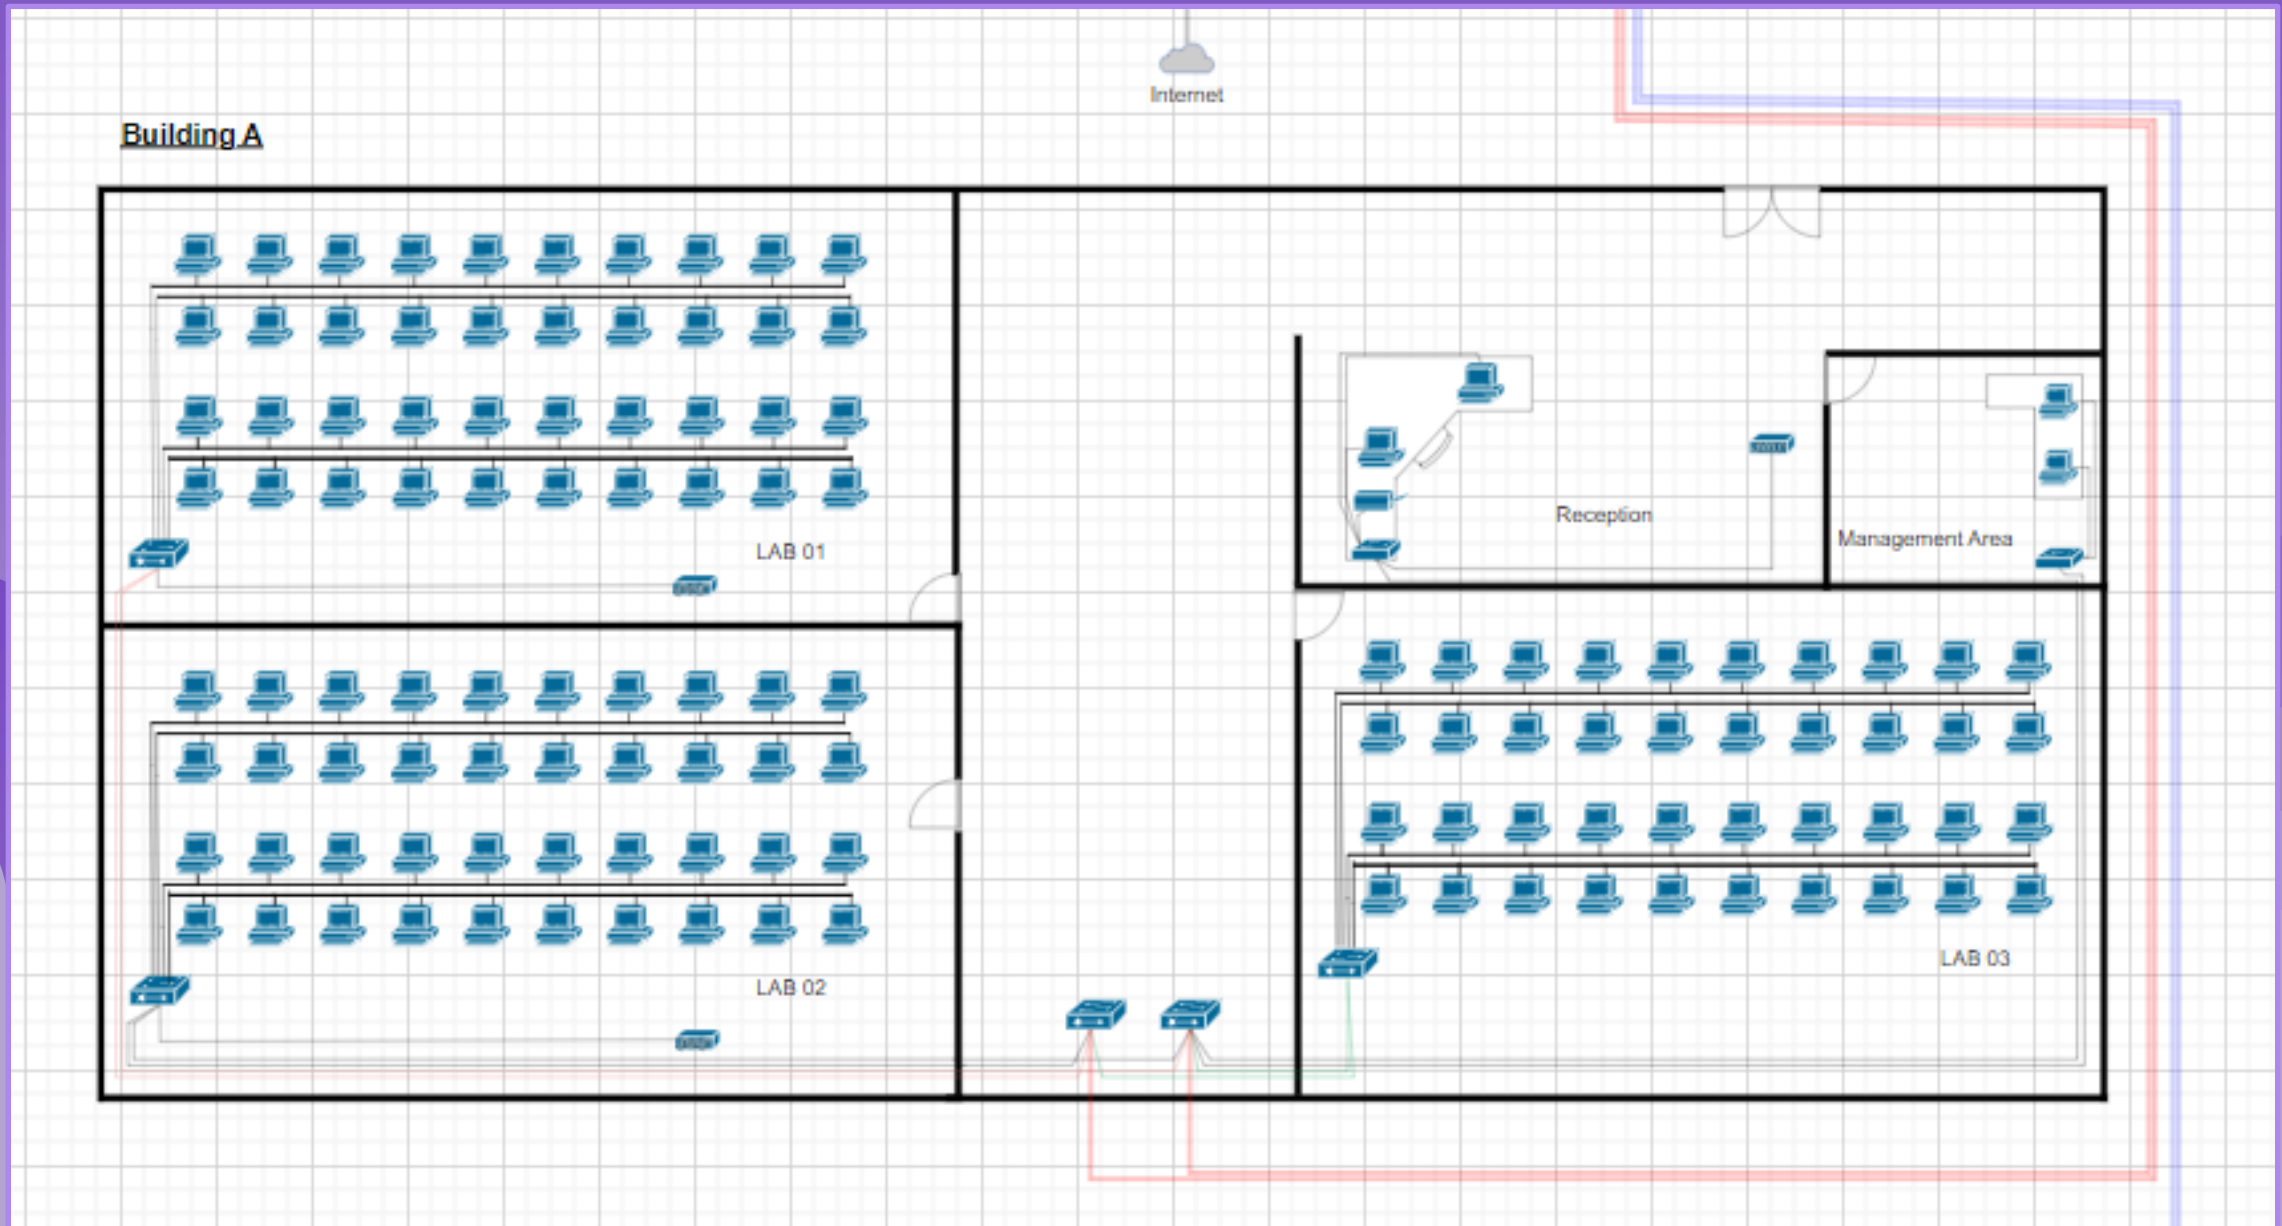 Internet
Building A
Reception
Management Area
LAB 01
LAB 03
LAB 02